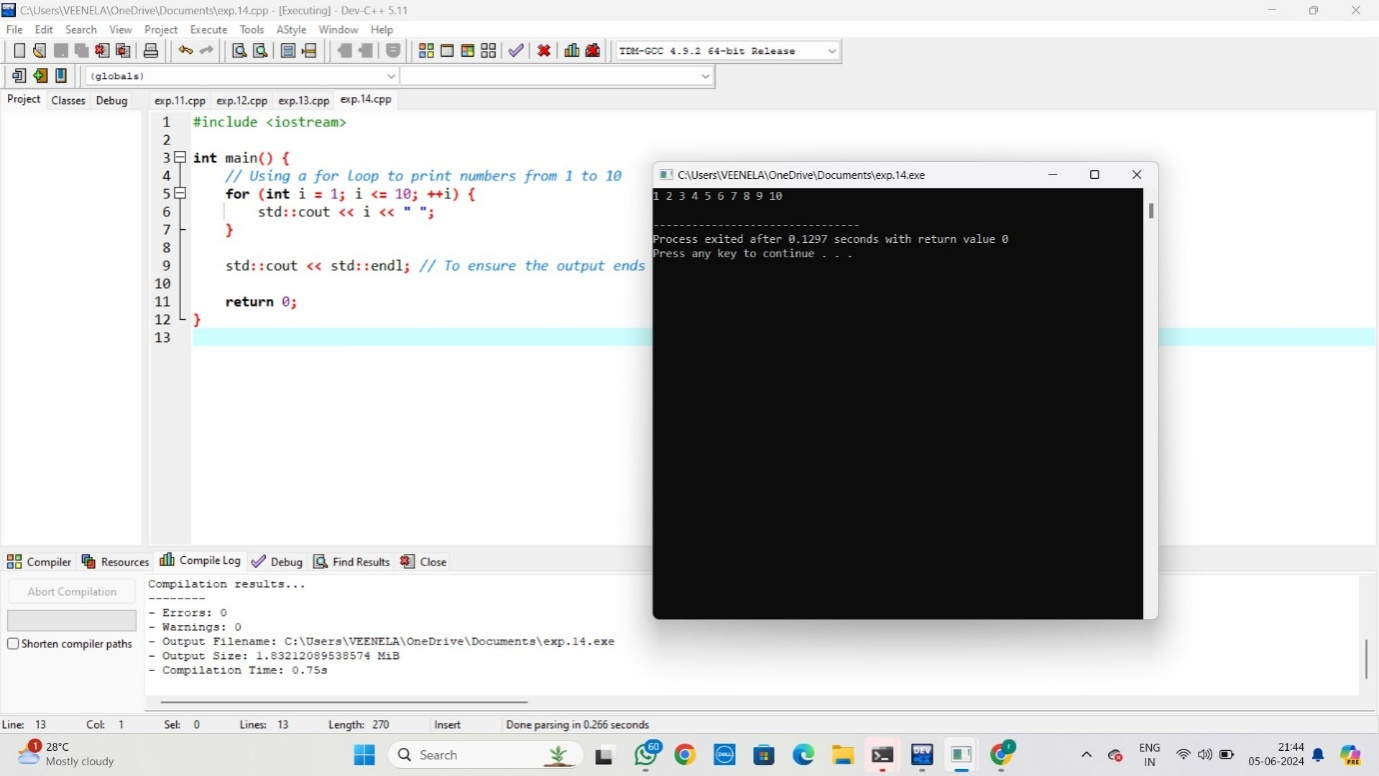 C:\Users\VEENELA\OneDrive\Documents\exp.14.cpp - [Executing] - Dev-C++ 5.11
File Edit Search View Project Execute Tools AStyle Window Help
TDM-GCC 4.9.2 64-bit Release
(globals)
Project Classes Debug exp.11.cpp exp.12.cpp exp.13.cpp exp.14.cpp
1 #include <iostream>
2
3 int main() {
4 // Using a for loop to print numbers from 1 to 10
5 for (int i = 1; i <= 10; ++i) {
6 std::cout << i << " ";
7 }
8
9 std::cout << std::endl; // To ensure the output ends
10
11 return 0;
12 }
13
C:\Users\VEENELA\OneDrive\Documents\exp.14.exe
1 2 3 4 5 6 7 8 9 10
--------------------------------
Process exited after 0.1297 seconds with return value 0
Press any key to continue . . .
Compiler Resources Compile Log Debug Find Results Close
Abort Compilation
Shorten compiler paths
Compilation results...
--------
- Errors: 0
- Warnings: 0
- Output Filename: C:\Users\VEENELA\OneDrive\Documents\exp.14.exe
- Output Size: 1.83212089538574 MiB
- Compilation Time: 0.75s
Line: 13 Col: 1 Sel: 0 Lines: 13 Length: 270 Insert Done parsing in 0.266 seconds
1 28°C
Mostly cloudy
Search
60
DELL
DEV
r
ENG
IN
21:44
05-06-2024
PRE